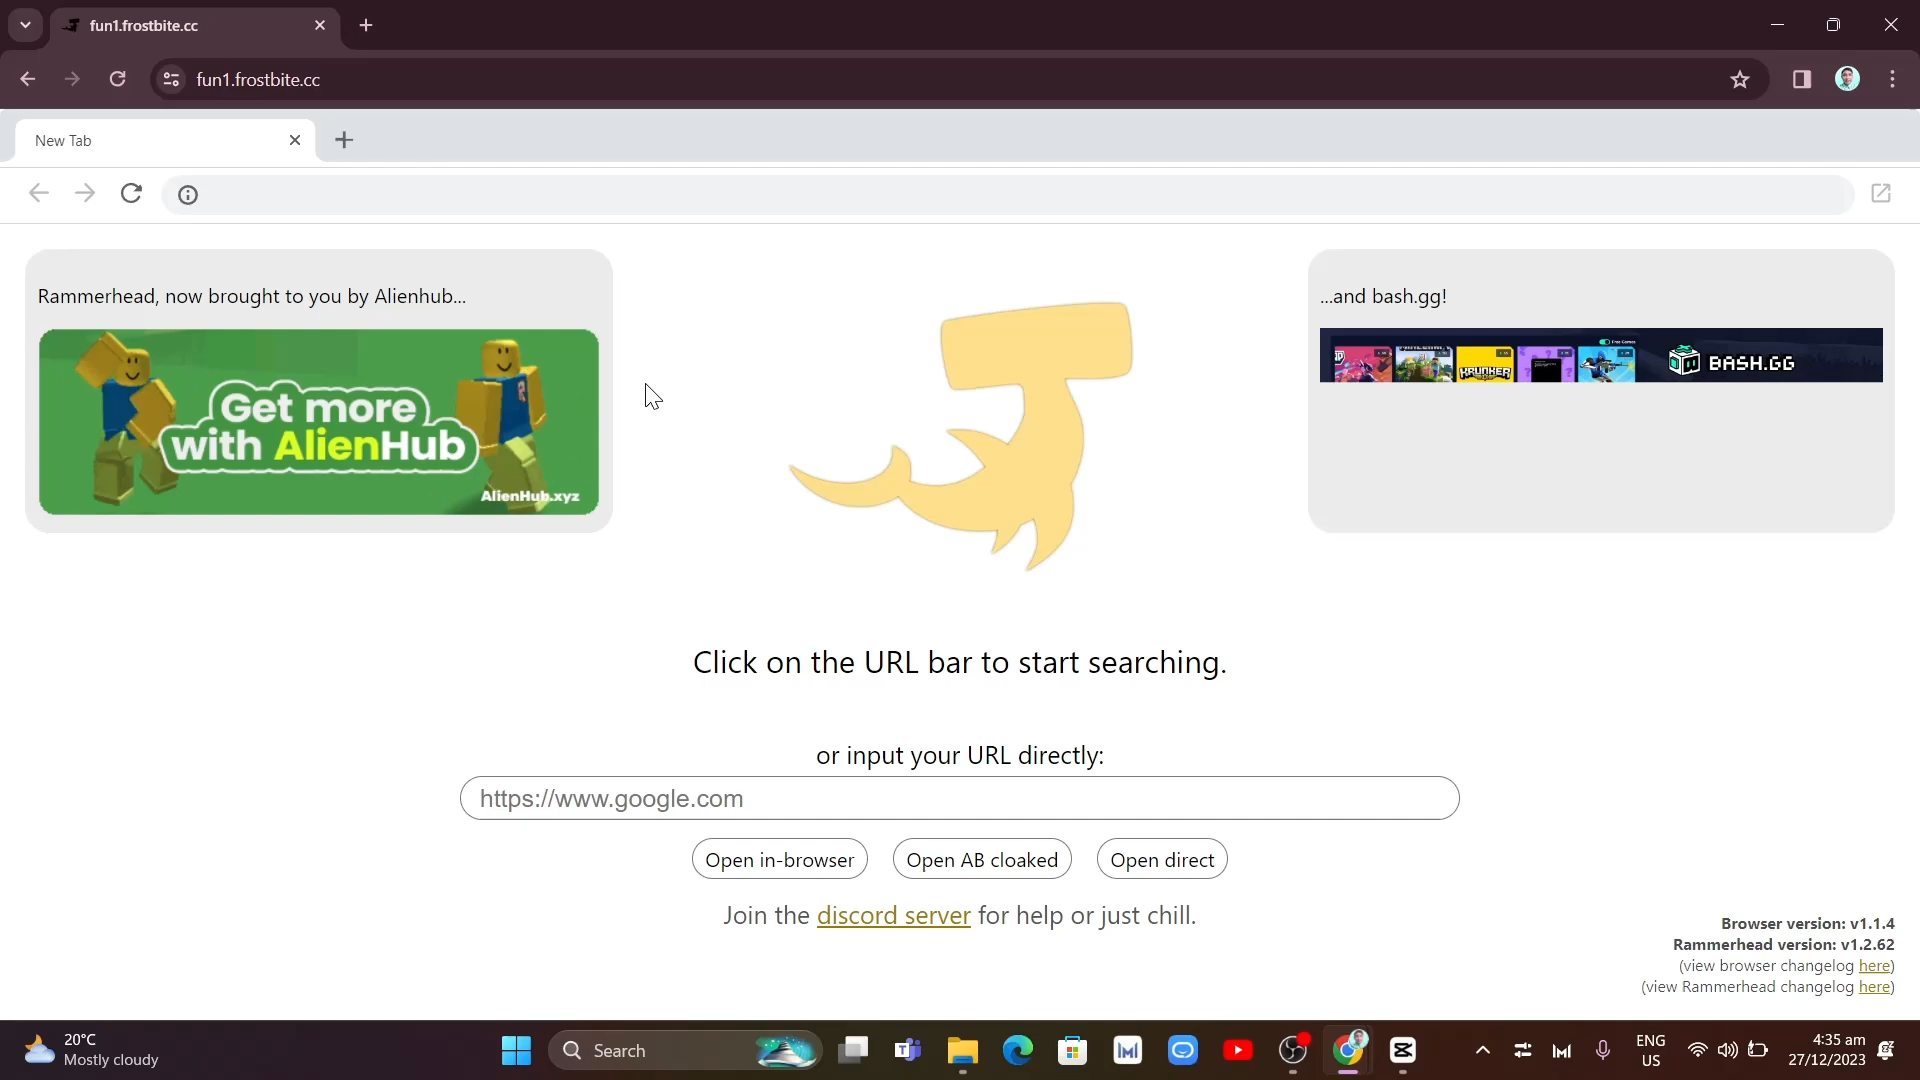 fun1.frostbite.cc
fun1.frostbite.cc
New Tab
Rammerhead, now brought to you by Alienhub...
Get more
with AlienHub
AlienHub.xyz
...and bash.gg!
Free Games
KRUNKER
BASH.GG
Click on the URL bar to start searching.
or input your URL directly:
https://www.google.com
Open in-browser
Open AB cloaked
Open direct
Join the discord server for help or just chill.
Browser version: v1.1.4
Rammerhead version: v1.2.62
(view browser changelog here)
(view Rammerhead changelog here)
20°C
Mostly cloudy
Search
ENG
US
4:35 am
27/12/2023